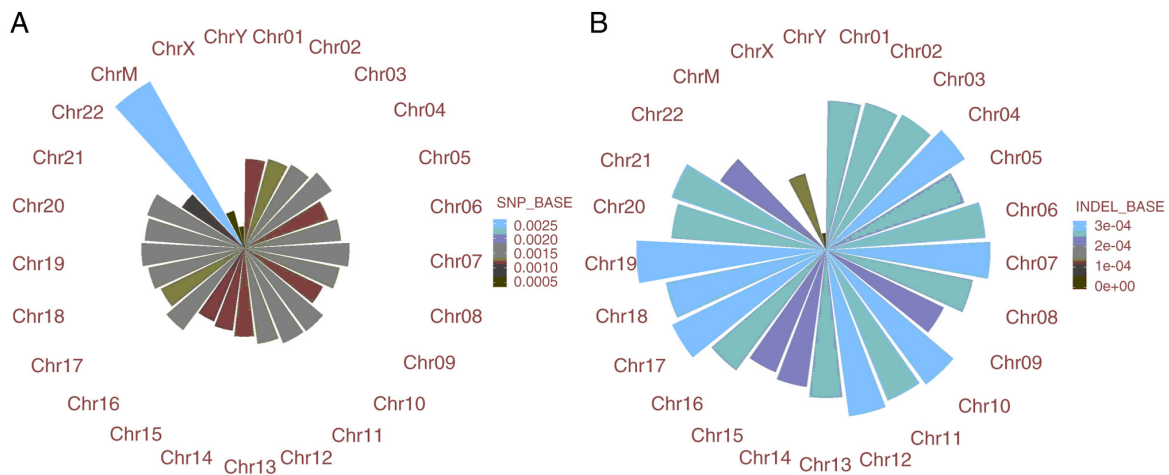 A
ChrY
Chr01
Chr02
Chr03
Chr04
Chr05
Chr06
Chr07
Chr08
Chr09
Chr10
Chr11
Chr12
Chr13
Chr14
Chr15
Chr16
Chr17
Chr18
Chr19
Chr20
Chr21
Chr22
ChrM
ChrX
SNP_BASE
0.0025
0.0020
0.0015
0.0010
0.0005
B
ChrY
Chr01
Chr02
Chr03
Chr04
Chr05
Chr06
Chr07
Chr08
Chr09
Chr10
Chr11
Chr12
Chr13
Chr14
Chr15
Chr16
Chr17
Chr18
Chr19
Chr20
Chr21
Chr22
ChrM
ChrX
INDEL_BASE
3e-04
2e-04
1e-04
0e+00